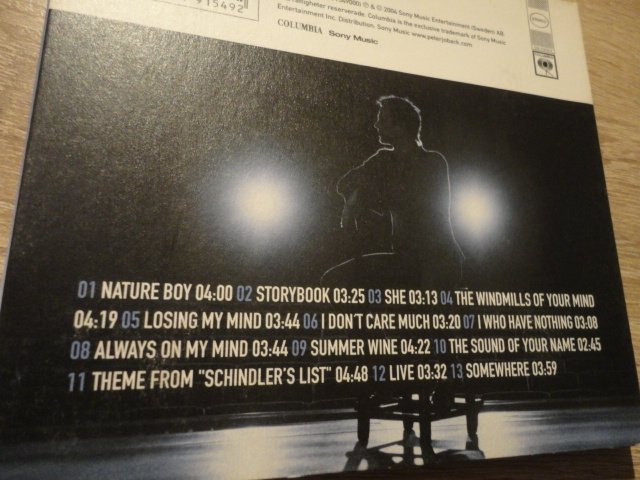 915492
& © 2004 Sony Music Entertainment (Sweden) AB.
rättigheter reserverade. Columbia is the exclusive trademark of Sony Music
Entertainment Inc. Distribution. Sony Music www.peterjoback.com
COLUMBIA Sony Music
01 NATURE BOY 04:00 02 STORYBOOK 03:25 03 SHE 03:13 04 THE WINDMILLS OF YOUR MIND
04:19 05 LOSING MY MIND 03:44 06 I DON'T CARE MUCH 03:20 07 I WHO HAVE NOTHING 03:08
08 ALWAYS ON MY MIND 03:44 09 SUMMER WINE 04:22 10 THE SOUND OF YOUR NAME 02:45
11 THEME FROM "SCHINDLER'S LIST" 04:48 12 LIVE 03:32 13 SOMEWHERE 03:59